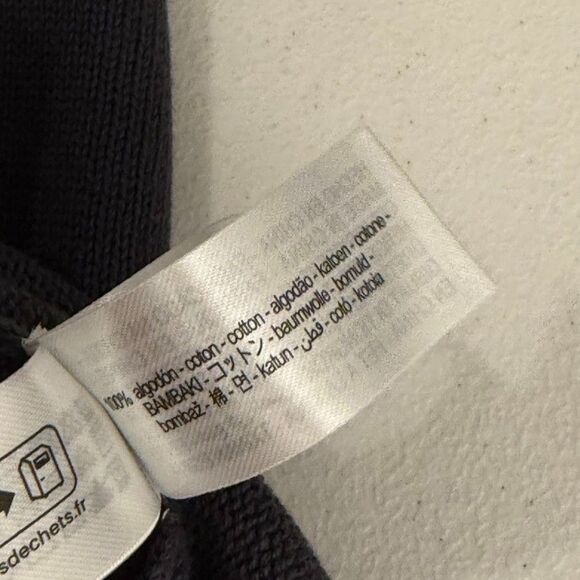 100% algodón - coton - cotton - algodão - katoen - cotone -
BAMBAKI - コットン - baumwolle - bomuld -
bombaž - 棉 - 면 - katun - قطن - cotó - kotoia
sdechets.fr